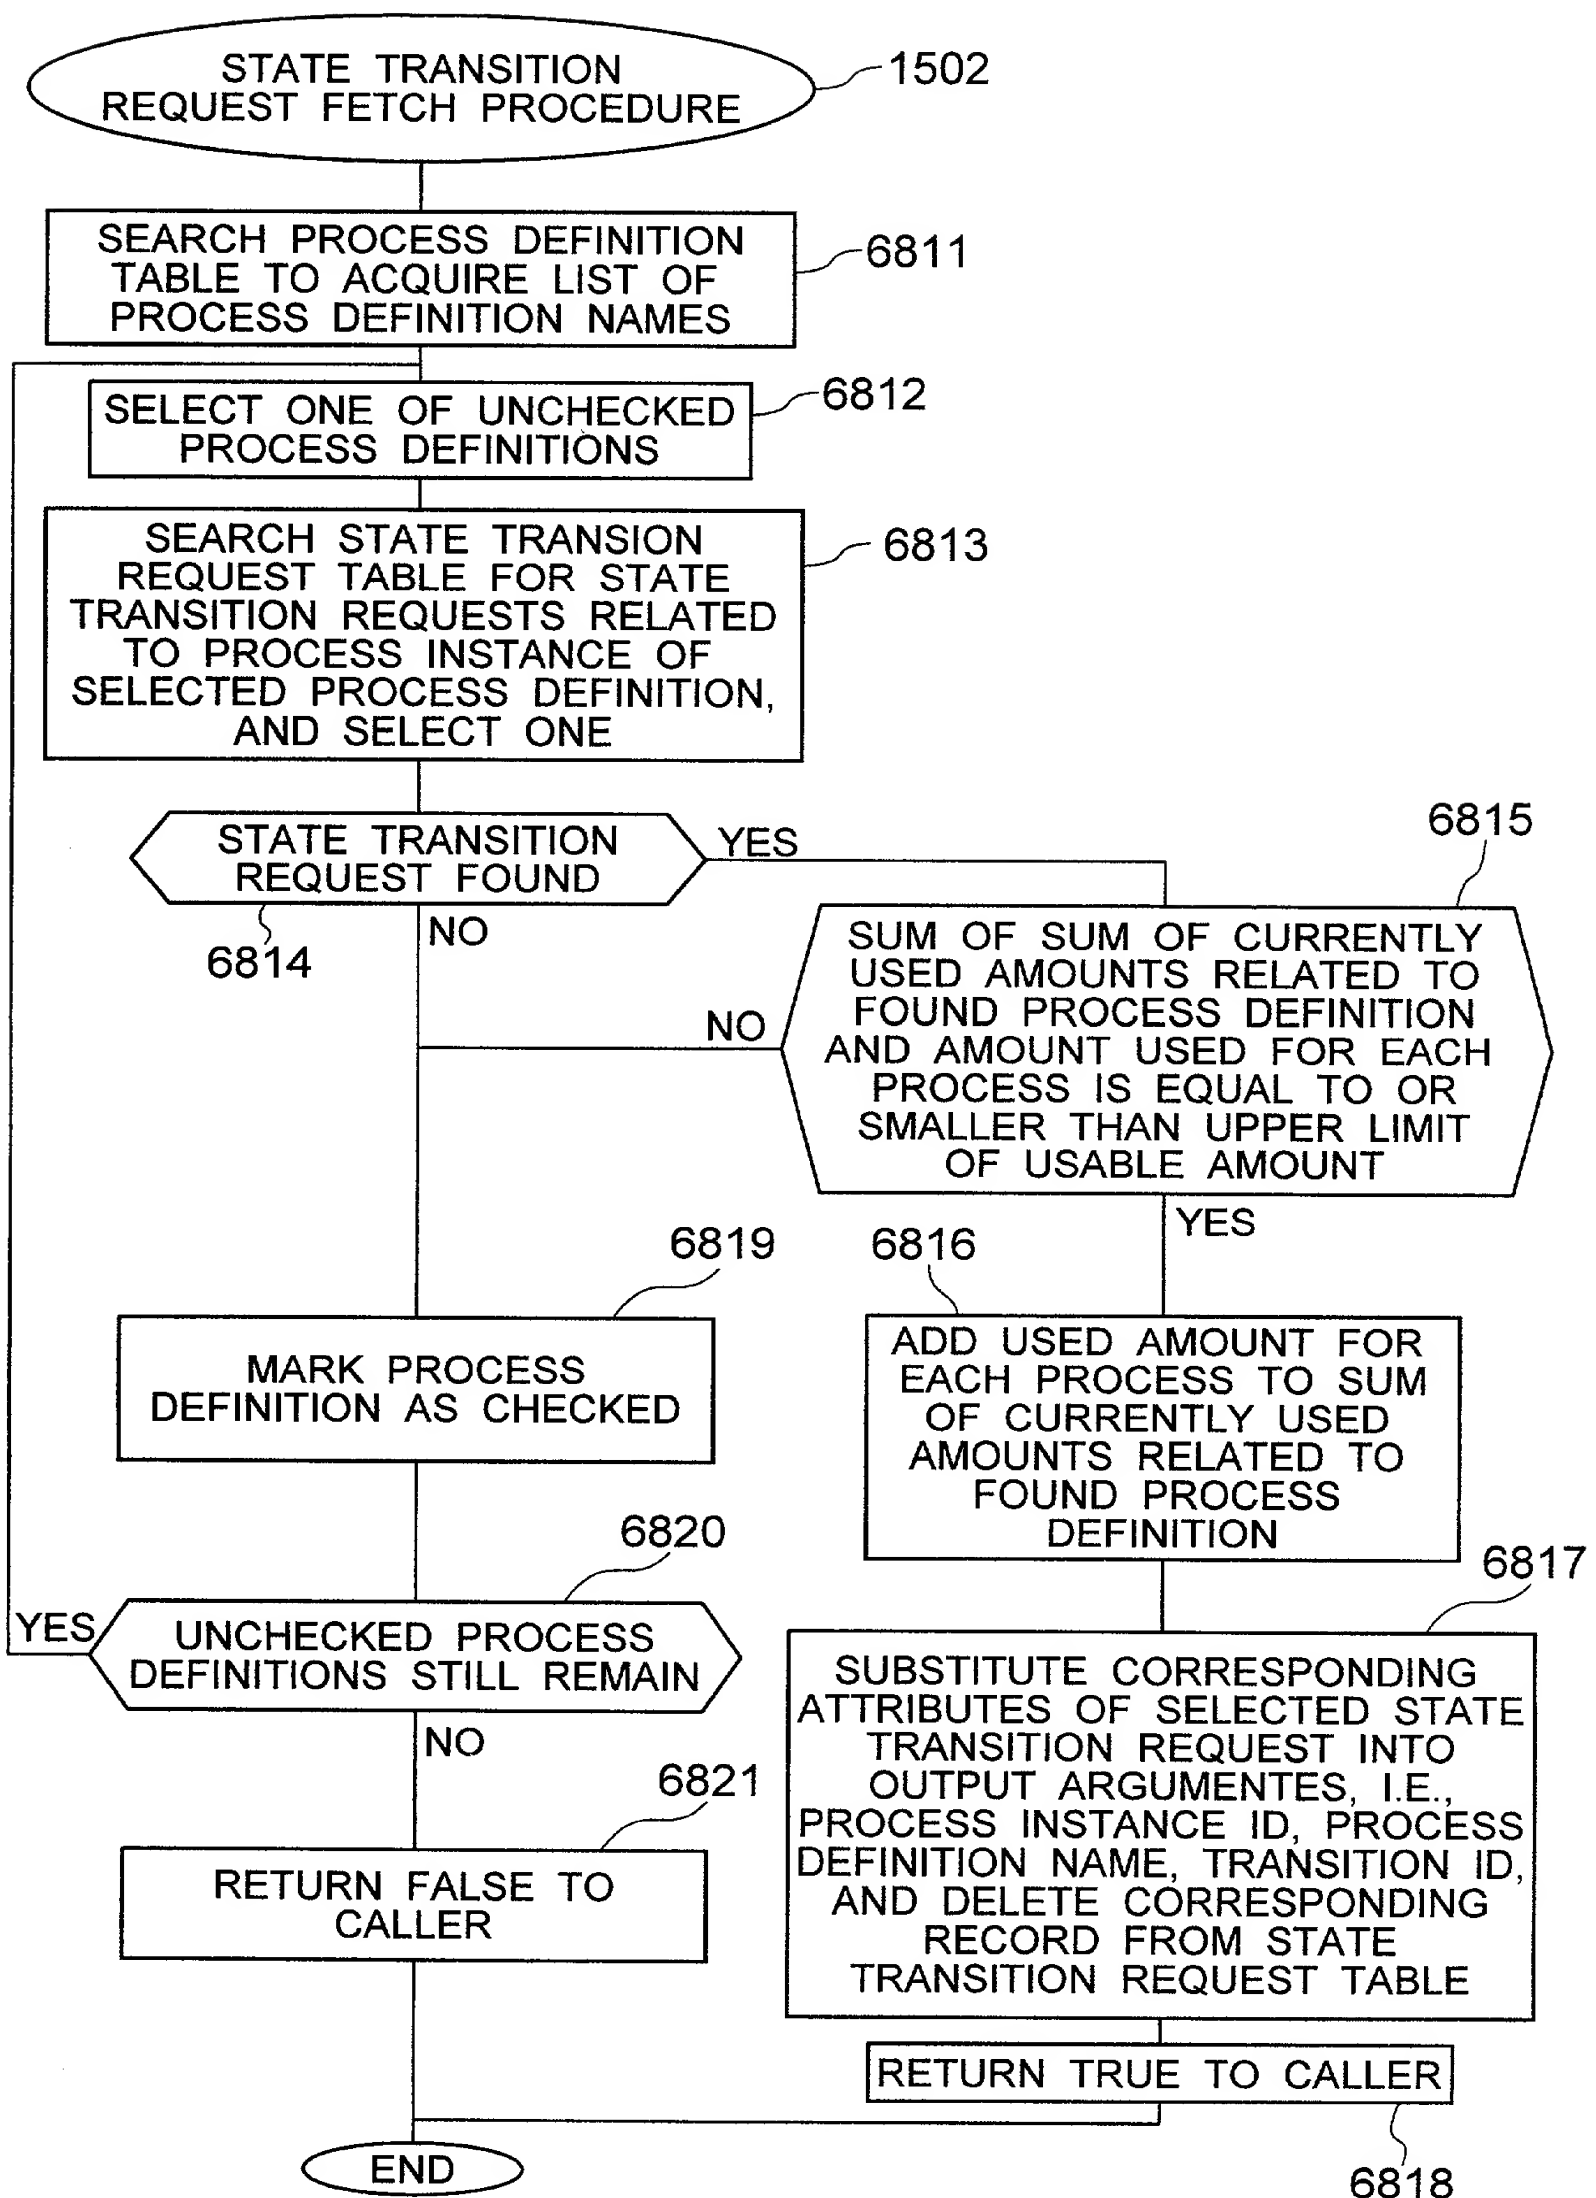 STATE TRANSITION
REQUEST FETCH PROCEDURE
1502
SEARCH PROCESS DEFINITION
TABLE TO ACQUIRE LIST OF
PROCESS DEFINITION NAMES
6811
SELECT ONE OF UNCHECKED
PROCESS DEFINITIONS
6812
SEARCH STATE TRANSION
REQUEST TABLE FOR STATE
TRANSITION REQUESTS RELATED
TO PROCESS INSTANCE OF
SELECTED PROCESS DEFINITION,
AND SELECT ONE
6813
STATE TRANSITION
REQUEST FOUND
YES
NO
6814
6815
SUM OF SUM OF CURRENTLY
USED AMOUNTS RELATED TO
FOUND PROCESS DEFINITION
AND AMOUNT USED FOR EACH
PROCESS IS EQUAL TO OR
SMALLER THAN UPPER LIMIT
OF USABLE AMOUNT
NO
YES
6819
MARK PROCESS
DEFINITION AS CHECKED
6816
ADD USED AMOUNT FOR
EACH PROCESS TO SUM
OF CURRENTLY USED
AMOUNTS RELATED TO
FOUND PROCESS
DEFINITION
6820
YES
UNCHECKED PROCESS
DEFINITIONS STILL REMAIN
NO
6817
SUBSTITUTE CORRESPONDING
ATTRIBUTES OF SELECTED STATE
TRANSITION REQUEST INTO
OUTPUT ARGUMENTES, I.E.,
PROCESS INSTANCE ID, PROCESS
DEFINITION NAME, TRANSITION ID,
AND DELETE CORRESPONDING
RECORD FROM STATE
TRANSITION REQUEST TABLE
6821
RETURN FALSE TO
CALLER
RETURN TRUE TO CALLER
6818
END